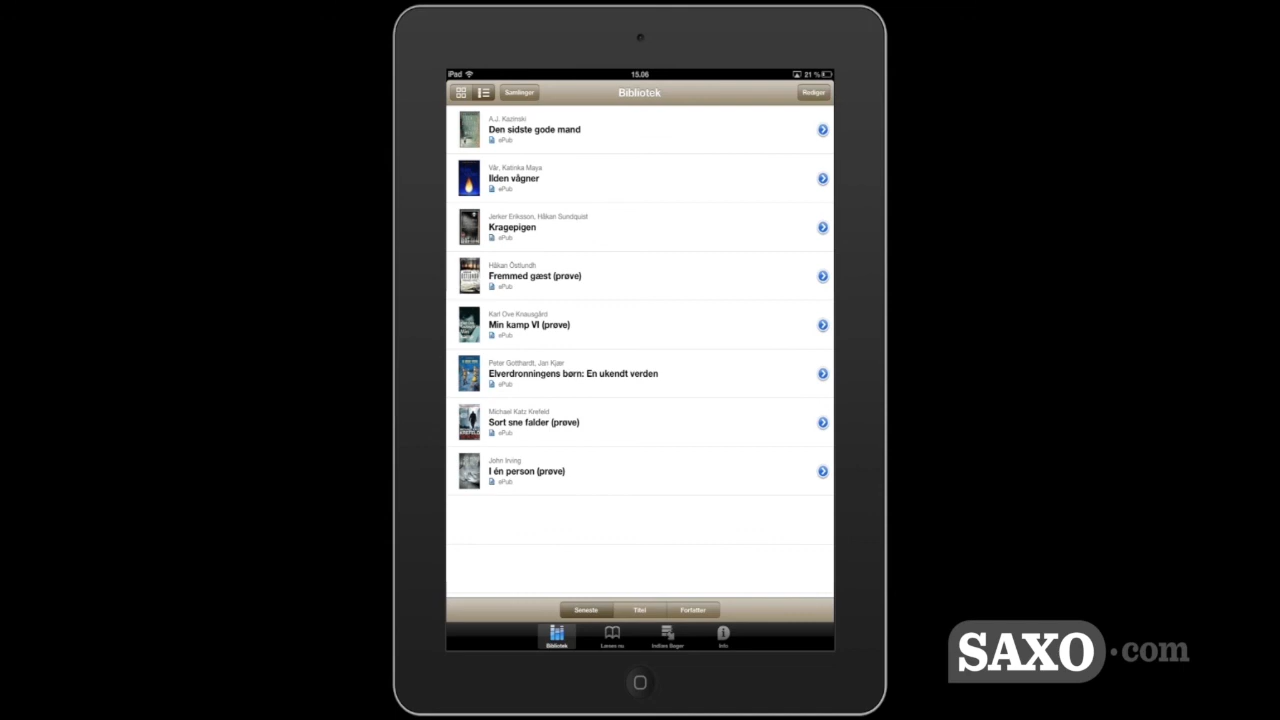 iPad
15.06
21 %
Samlinger
Bibliotek
Rediger
A.J. Kazinski
Den sidste gode mand
ePub
Vår, Katinka Maya
Ilden vågner
ePub
Jerker Eriksson, Håkan Sundquist
Kragepigen
ePub
Håkan Östlundh
Fremmed gæst (prøve)
ePub
Karl Ove Knausgård
Min kamp VI (prøve)
ePub
Peter Gotthardt, Jan Kjær
Elverdronningens børn: En ukendt verden
ePub
Michael Katz Krefeld
Sort sne falder (prøve)
ePub
John Irving
I én person (prøve)
ePub
Seneste
Titel
Forfatter
Bibliotek
Læses nu
Indlæs Bøger
Info
SAXO.com